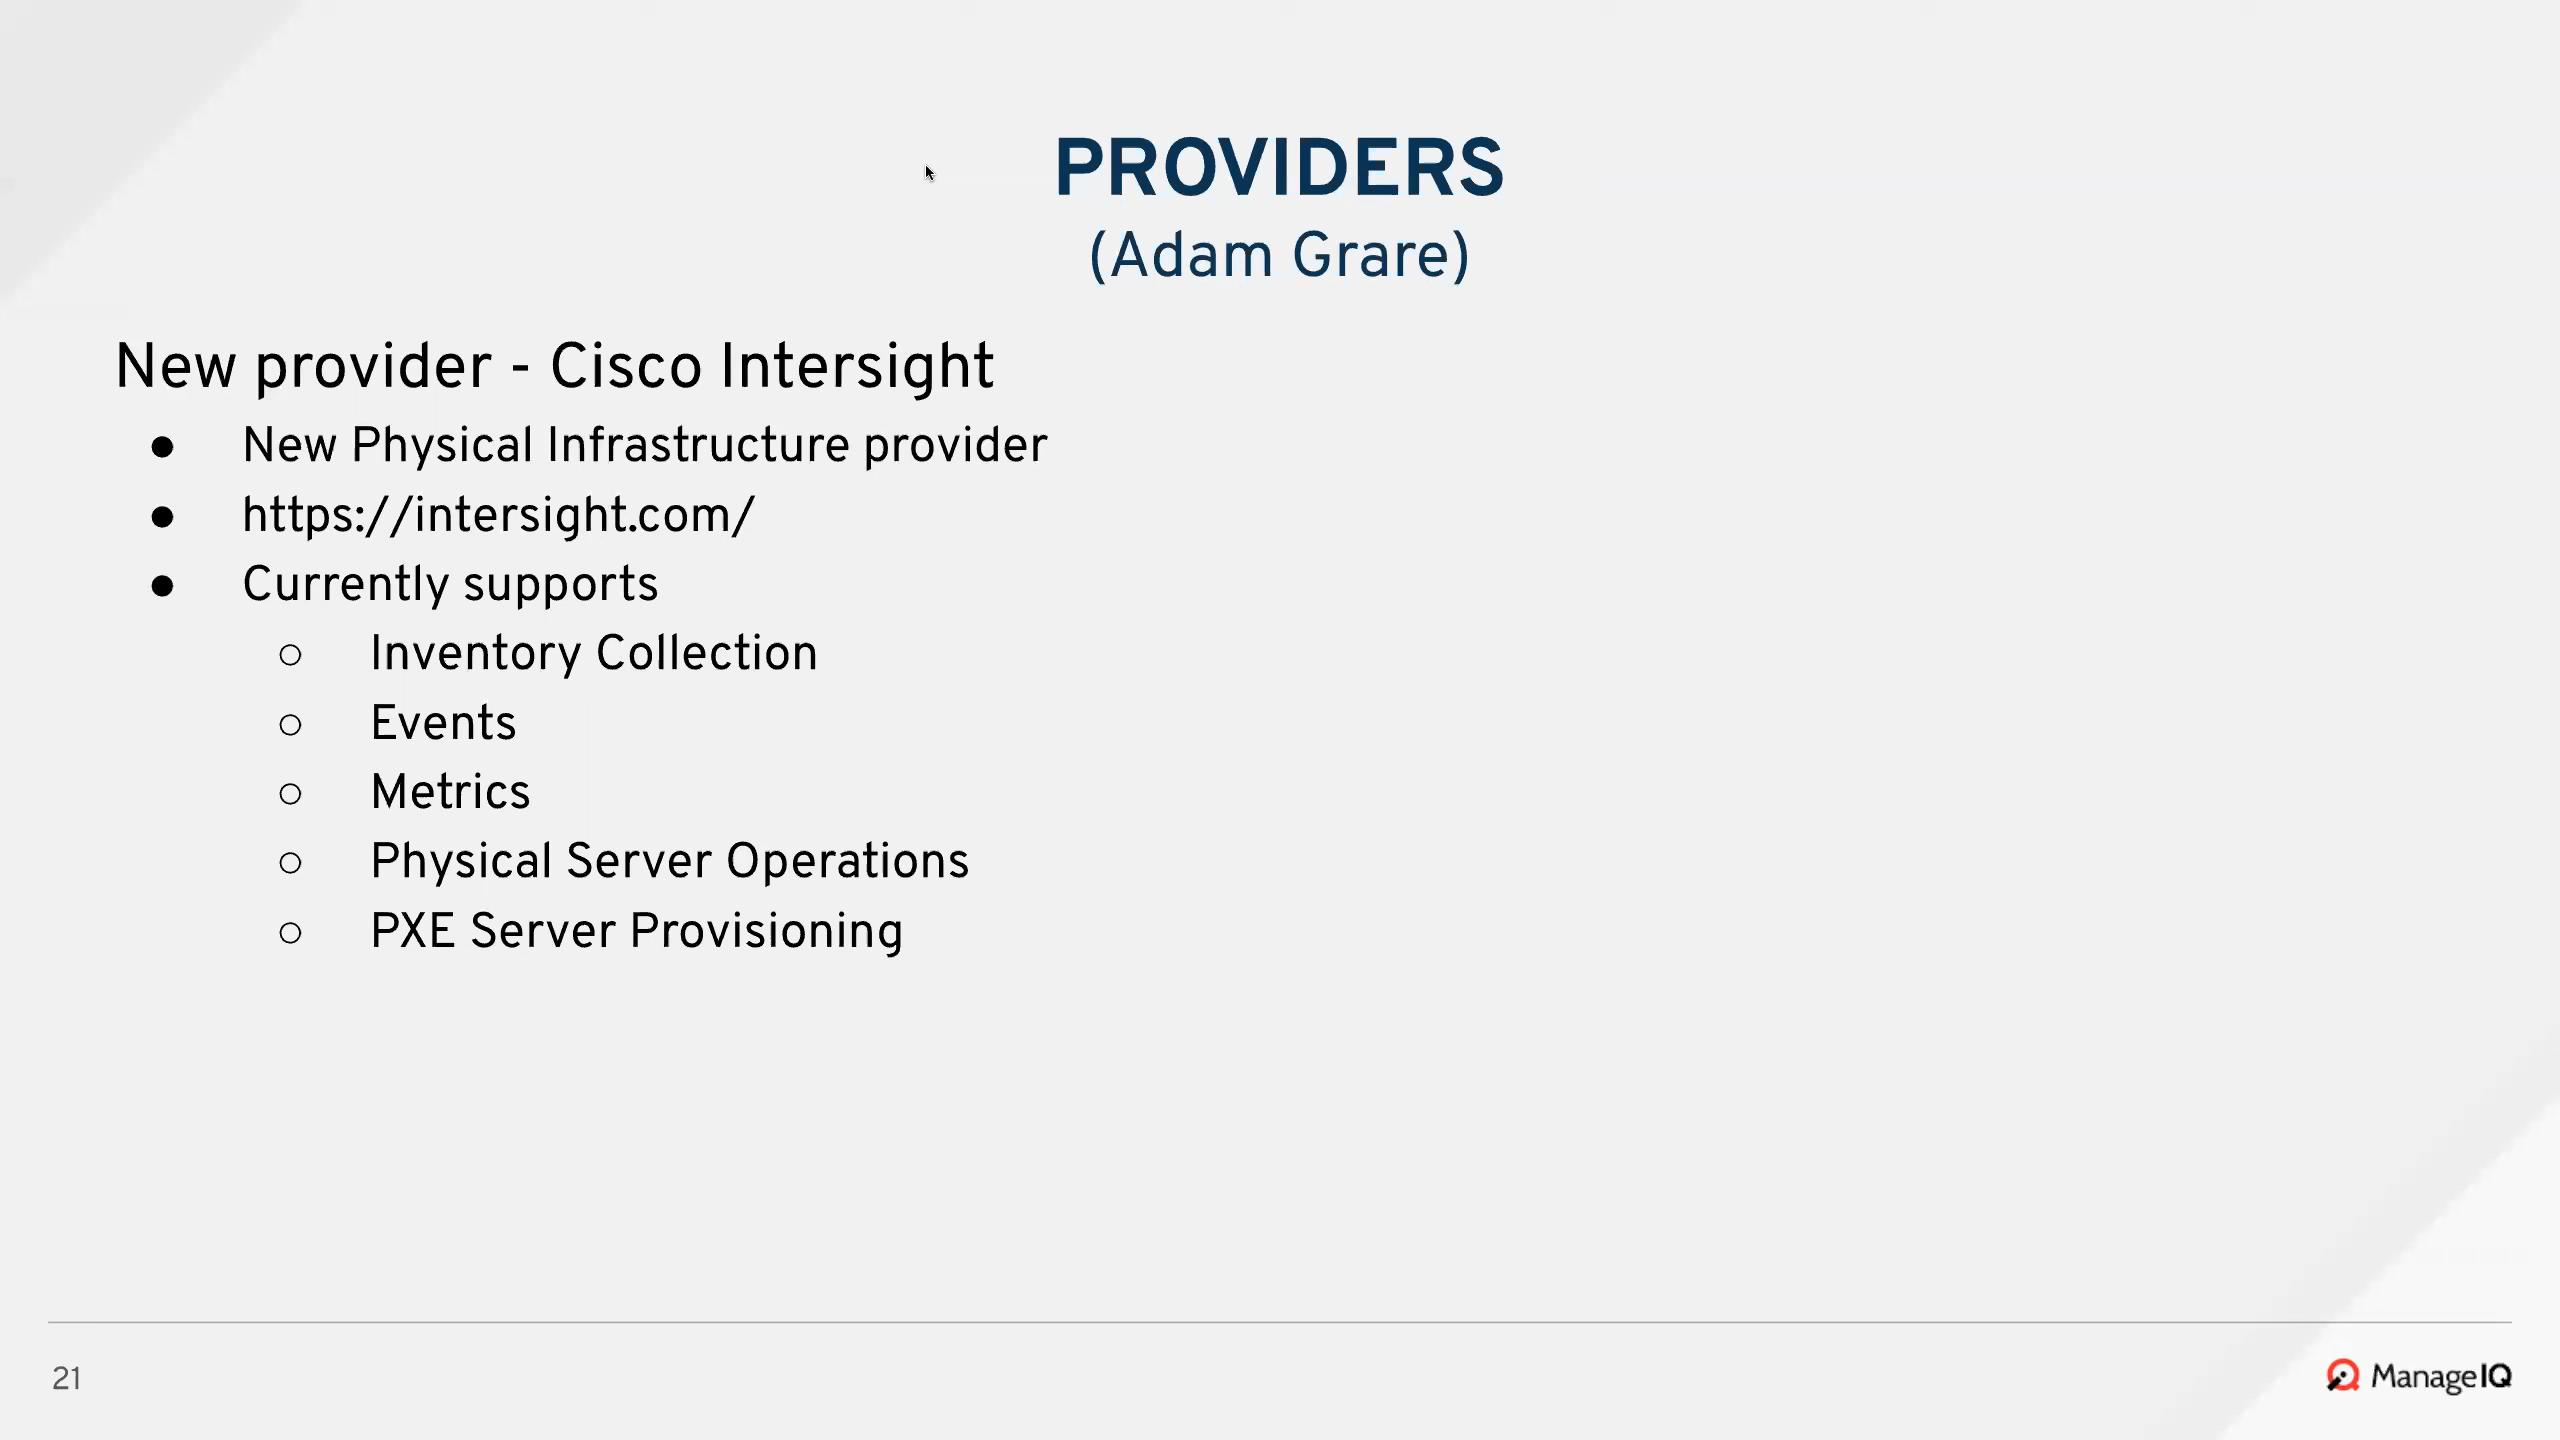 PROVIDERS
(Adam Grare)
New provider - Cisco Intersight
● New Physical Infrastructure provider
● https://intersight.com/
● Currently supports
○ Inventory Collection
○ Events
○ Metrics
○ Physical Server Operations
○ PXE Server Provisioning
21
ManageIQ